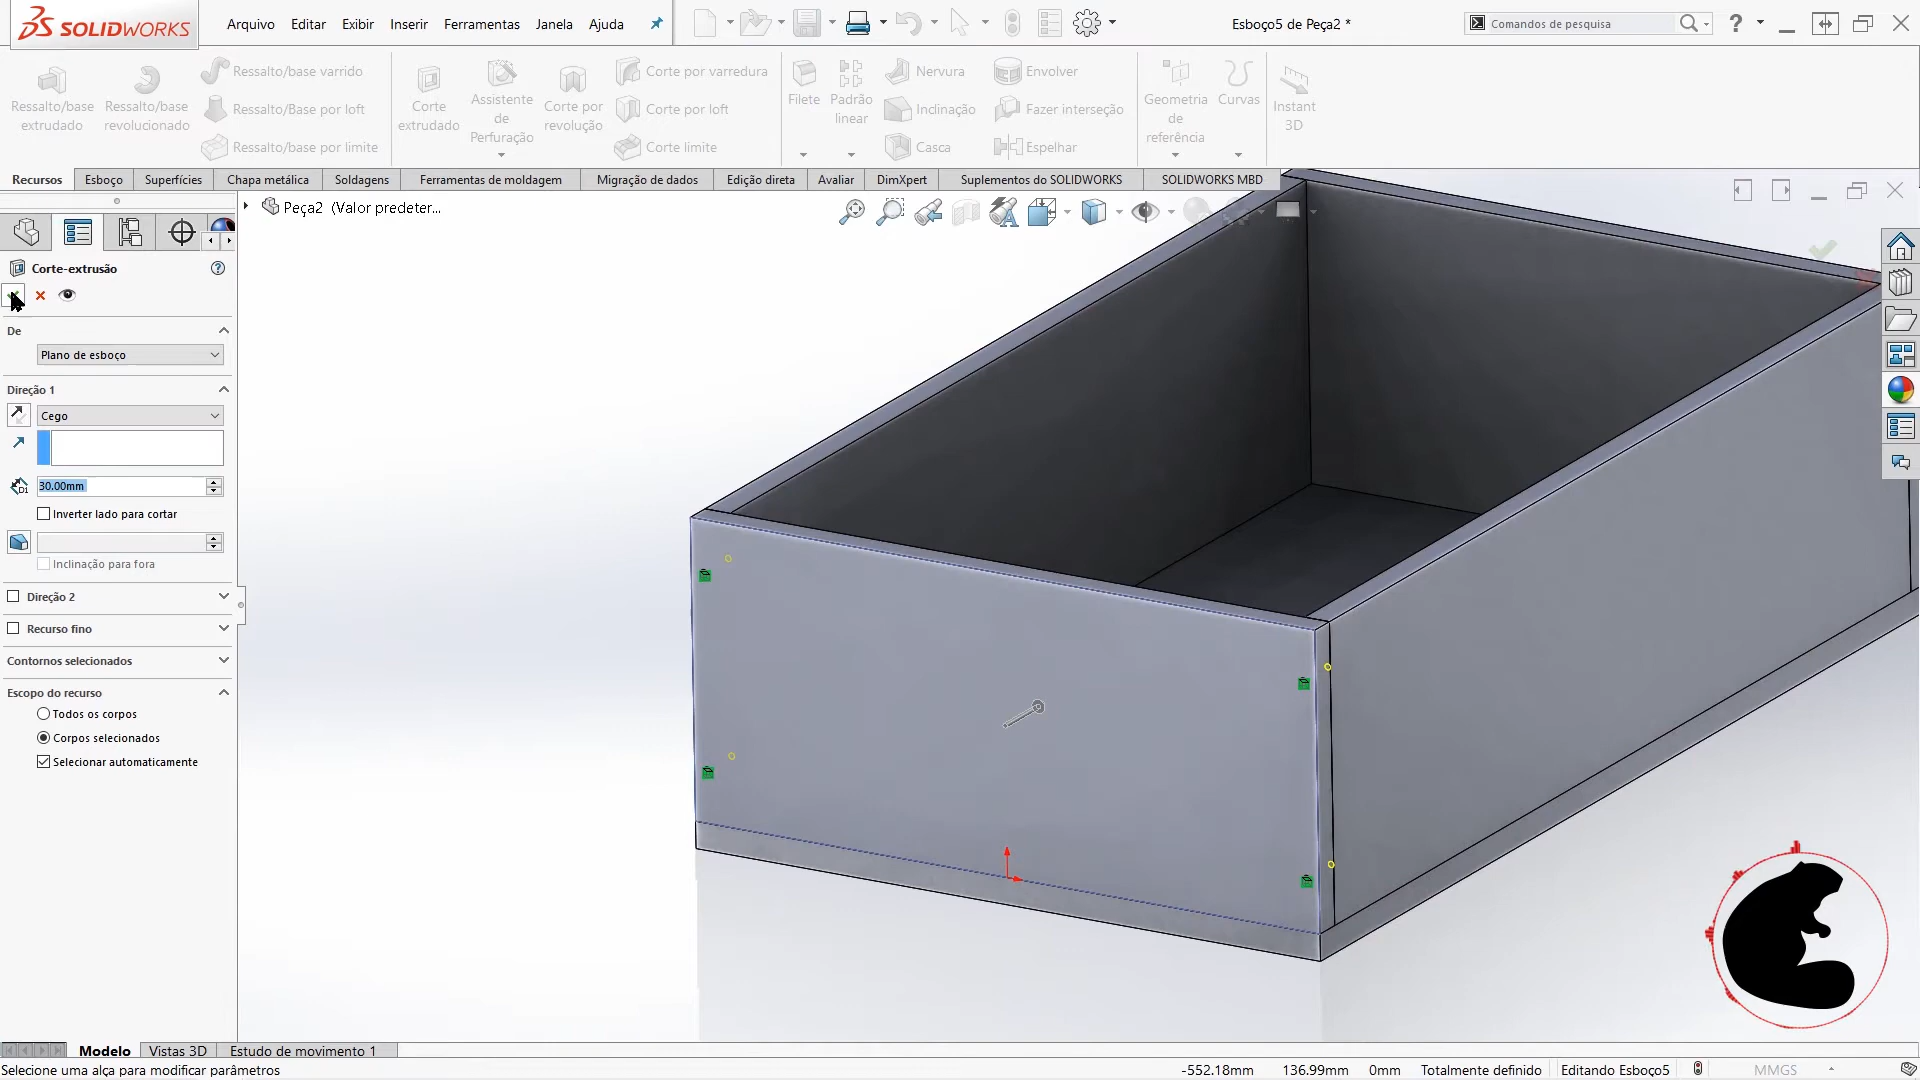 SOLIDWORKS
Arquivo Editar Exibir Inserir Ferramentas Janela Ajuda
Esboço5 de Peça2 *
Comandos de pesquisa
?
Ressalto/base extrudado
Ressalto/base revolucionado
Ressalto/base varrido
Ressalto/Base por loft
Ressalto/base por limite
Corte extrudado
Assistente de Perfuração
Corte por revolução
Corte por varredura
Corte por loft
Corte limite
Filete
Padrão linear
Nervura
Inclinação
Casca
Envolver
Fazer interseção
Espelhar
Geometria de referência
Curvas
Instant 3D
Recursos Esboço Superfícies Chapa metálica Soldagens Ferramentas de moldagem Migração de dados Edição direta Avaliar DimXpert Suplementos do SOLIDWORKS SOLIDWORKS MBD
Peça2 (Valor predeter...
Corte-extrusão
?
De
Plano de esboço
Direção 1
Cego
D1
30.00mm
Inverter lado para cortar
Inclinação para fora
Direção 2
Recurso fino
Contornos selecionados
Escopo do recurso
Todos os corpos
Corpos selecionados
Selecionar automaticamente
Modelo Vistas 3D Estudo de movimento 1
Selecione uma alça para modificar parâmetros
-552.18mm 136.99mm 0mm Totalmente definido Editando Esboço5 MMGS